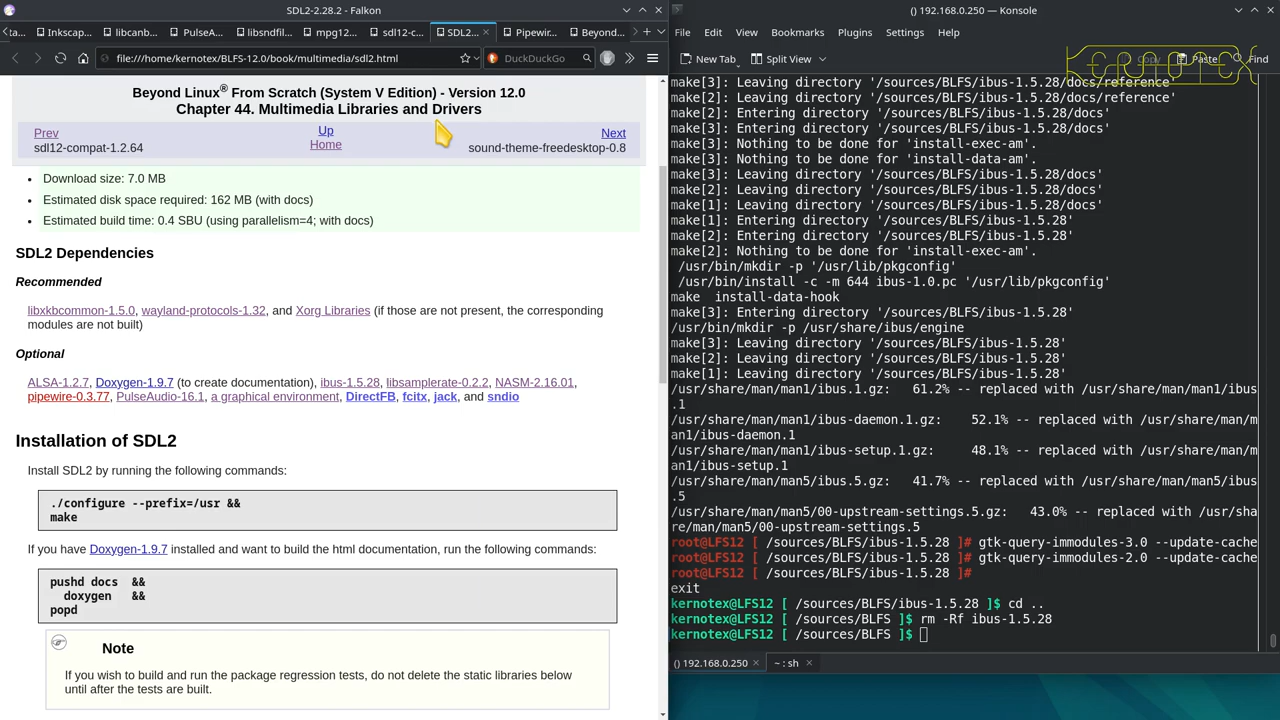 SDL2-2.28.2 - Falkon
ta... Inkscap... libcanb... PulseA... libsndfil... mpg12... sdl12-c... SDL2... Pipewir... Beyond...
file:///home/kernotex/BLFS-12.0/book/multimedia/sdl2.html
DuckDuckGo
Beyond Linux® From Scratch (System V Edition) - Version 12.0
Chapter 44. Multimedia Libraries and Drivers
Prev Up Next
sdl12-compat-1.2.64 Home sound-theme-freedesktop-0.8
Download size: 7.0 MB
Estimated disk space required: 162 MB (with docs)
Estimated build time: 0.4 SBU (using parallelism=4; with docs)
SDL2 Dependencies
Recommended
libxkbcommon-1.5.0, wayland-protocols-1.32, and Xorg Libraries (if those are not present, the corresponding
modules are not built)
Optional
ALSA-1.2.7, Doxygen-1.9.7 (to create documentation), ibus-1.5.28, libsamplerate-0.2.2, NASM-2.16.01,
pipewire-0.3.77, PulseAudio-16.1, a graphical environment, DirectFB, fcitx, jack, and sndio
Installation of SDL2
Install SDL2 by running the following commands:
./configure --prefix=/usr &&
make
If you have Doxygen-1.9.7 installed and want to build the html documentation, run the following commands:
pushd docs  &&
  doxygen   &&
popd
Note
If you wish to build and run the package regression tests, do not delete the static libraries below
until after the tests are built.
() 192.168.0.250 — Konsole
File Edit View Bookmarks Plugins Settings Help
New Tab Split View Copy Paste Find
KERNOTEX
make[3]: Leaving directory '/sources/BLFS/ibus-1.5.28/docs/reference'
make[2]: Leaving directory '/sources/BLFS/ibus-1.5.28/docs/reference'
make[2]: Entering directory '/sources/BLFS/ibus-1.5.28/docs'
make[3]: Entering directory '/sources/BLFS/ibus-1.5.28/docs'
make[3]: Nothing to be done for 'install-exec-am'.
make[3]: Nothing to be done for 'install-data-am'.
make[3]: Leaving directory '/sources/BLFS/ibus-1.5.28/docs'
make[2]: Leaving directory '/sources/BLFS/ibus-1.5.28/docs'
make[1]: Leaving directory '/sources/BLFS/ibus-1.5.28/docs'
make[1]: Entering directory '/sources/BLFS/ibus-1.5.28'
make[2]: Entering directory '/sources/BLFS/ibus-1.5.28'
make[2]: Nothing to be done for 'install-exec-am'.
 /usr/bin/mkdir -p '/usr/lib/pkgconfig'
 /usr/bin/install -c -m 644 ibus-1.0.pc '/usr/lib/pkgconfig'
make  install-data-hook
make[3]: Entering directory '/sources/BLFS/ibus-1.5.28'
/usr/bin/mkdir -p /usr/share/ibus/engine
make[3]: Leaving directory '/sources/BLFS/ibus-1.5.28'
make[2]: Leaving directory '/sources/BLFS/ibus-1.5.28'
make[1]: Leaving directory '/sources/BLFS/ibus-1.5.28'
/usr/share/man/man1/ibus.1.gz:   61.2% -- replaced with /usr/share/man/man1/ibus
.1
/usr/share/man/man1/ibus-daemon.1.gz:    52.1% -- replaced with /usr/share/man/m
an1/ibus-daemon.1
/usr/share/man/man1/ibus-setup.1.gz:     48.1% -- replaced with /usr/share/man/m
an1/ibus-setup.1
/usr/share/man/man5/ibus.5.gz:   41.7% -- replaced with /usr/share/man/man5/ibus
.5
/usr/share/man/man5/00-upstream-settings.5.gz:   43.0% -- replaced with /usr/sha
re/man/man5/00-upstream-settings.5
root@LFS12 [ /sources/BLFS/ibus-1.5.28 ]# gtk-query-immodules-3.0 --update-cache
root@LFS12 [ /sources/BLFS/ibus-1.5.28 ]# gtk-query-immodules-2.0 --update-cache
root@LFS12 [ /sources/BLFS/ibus-1.5.28 ]#
exit
kernotex@LFS12 [ /sources/BLFS/ibus-1.5.28 ]$ cd ..
kernotex@LFS12 [ /sources/BLFS ]$ rm -Rf ibus-1.5.28
kernotex@LFS12 [ /sources/BLFS ]$
() 192.168.0.250 ~ : sh